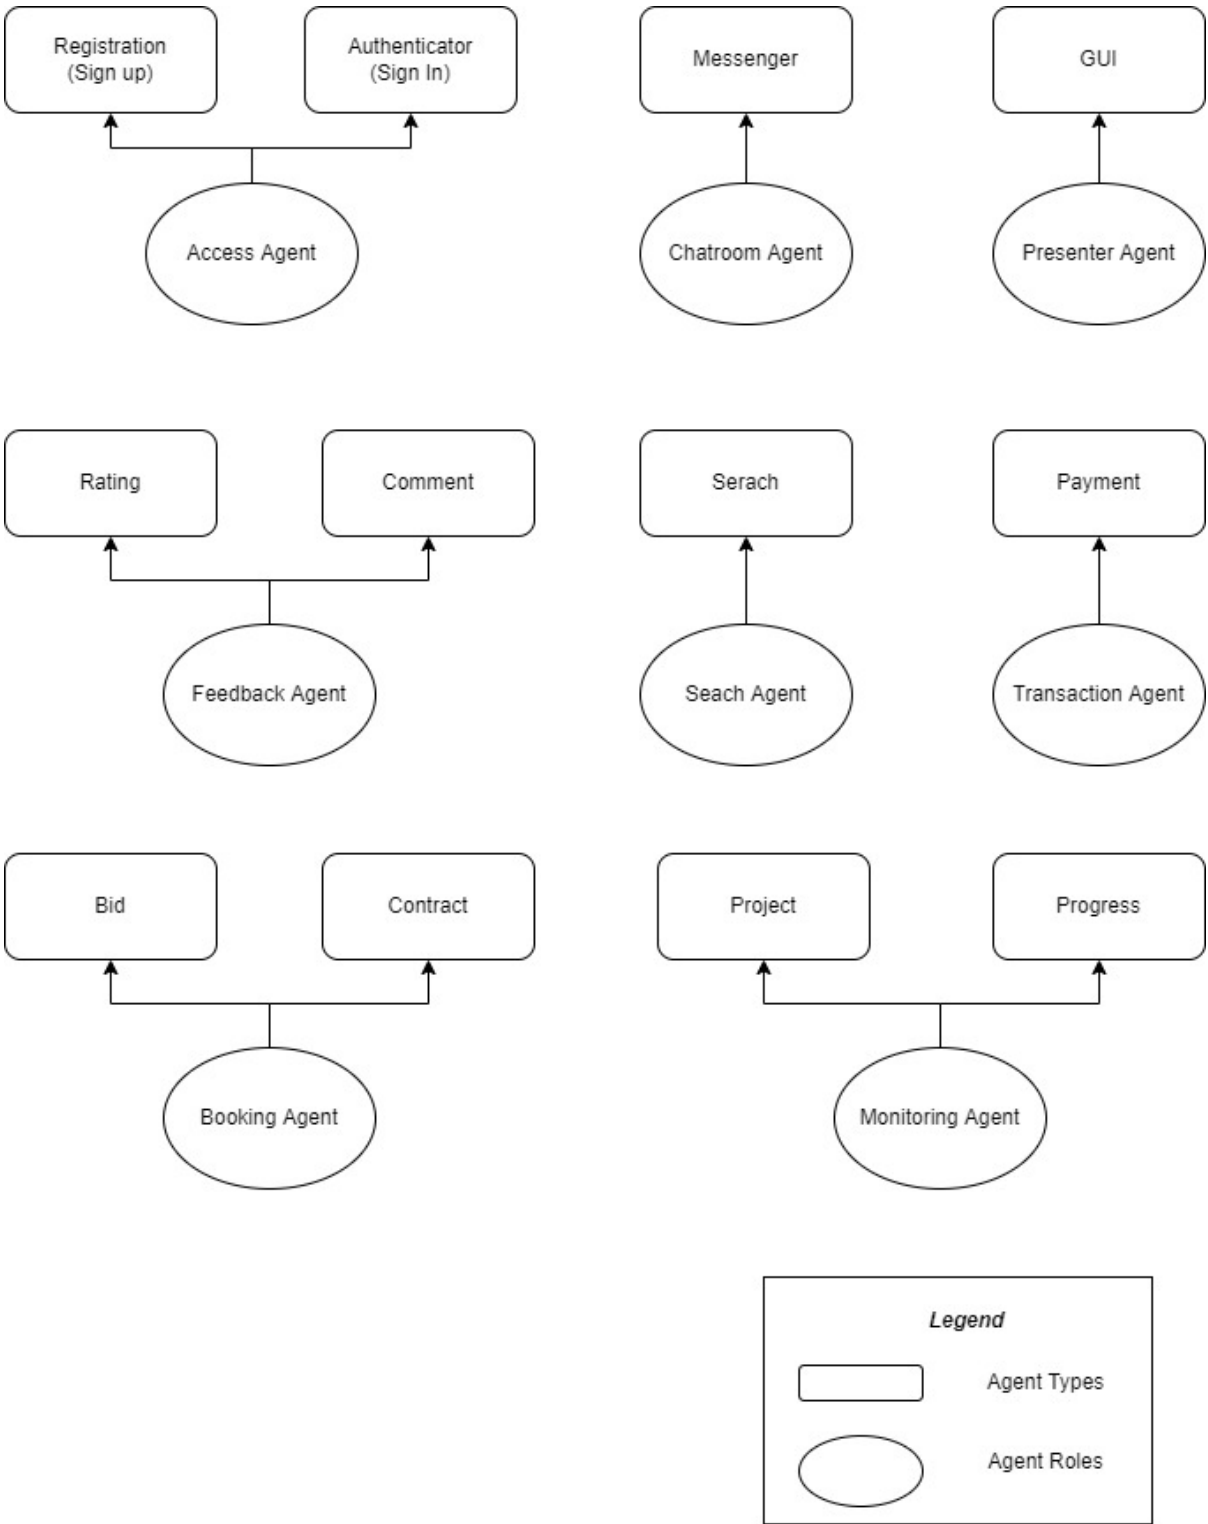 Registration
(Sign up)
Authenticator
(Sign In)
Messenger
GUI
Access Agent
Chatroom Agent
Presenter Agent
Rating
Comment
Serach
Payment
Feedback Agent
Seach Agent
Transaction Agent
Bid
Contract
Project
Progress
Booking Agent
Monitoring Agent
Legend
Agent Types
Agent Roles